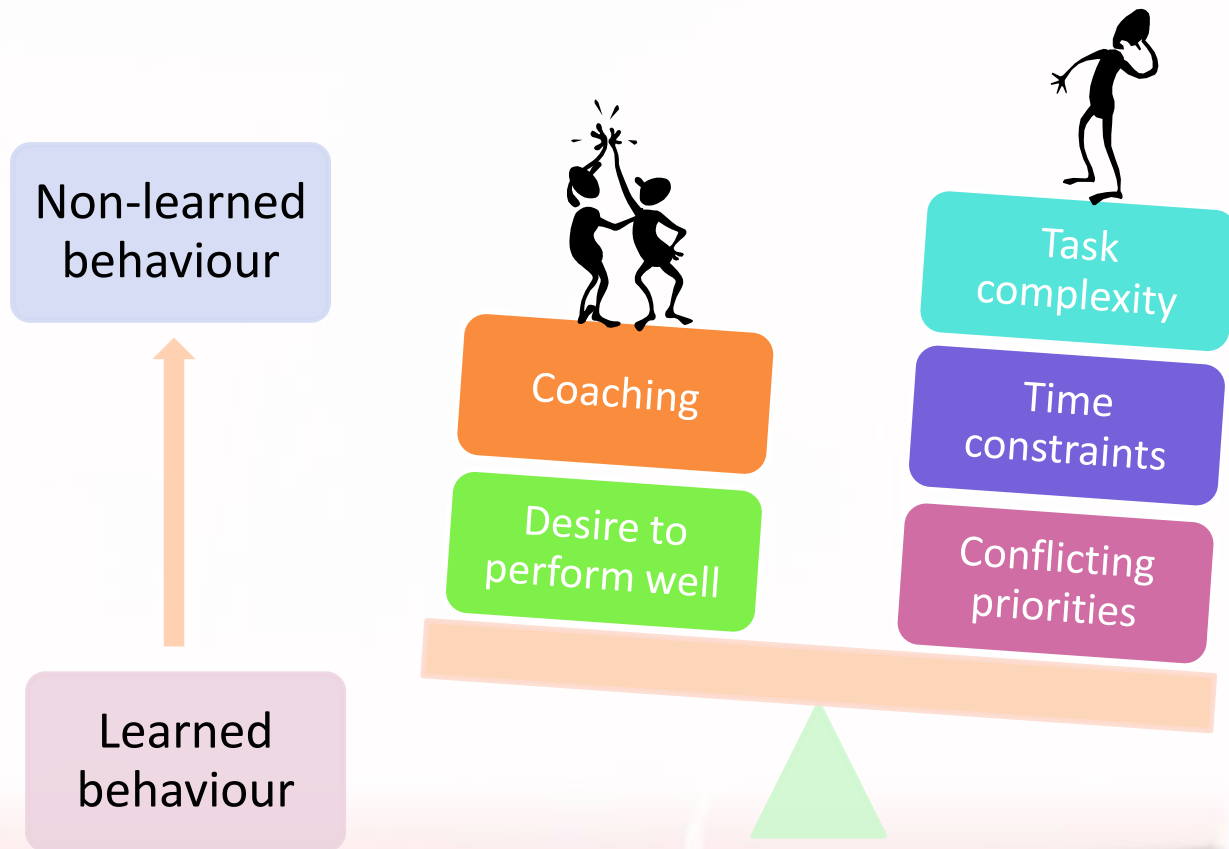 Non-learned
behaviour
Learned
behaviour
Coaching
Desire to
perform well
Task
complexity
Time
constraints
Conflicting
priorities